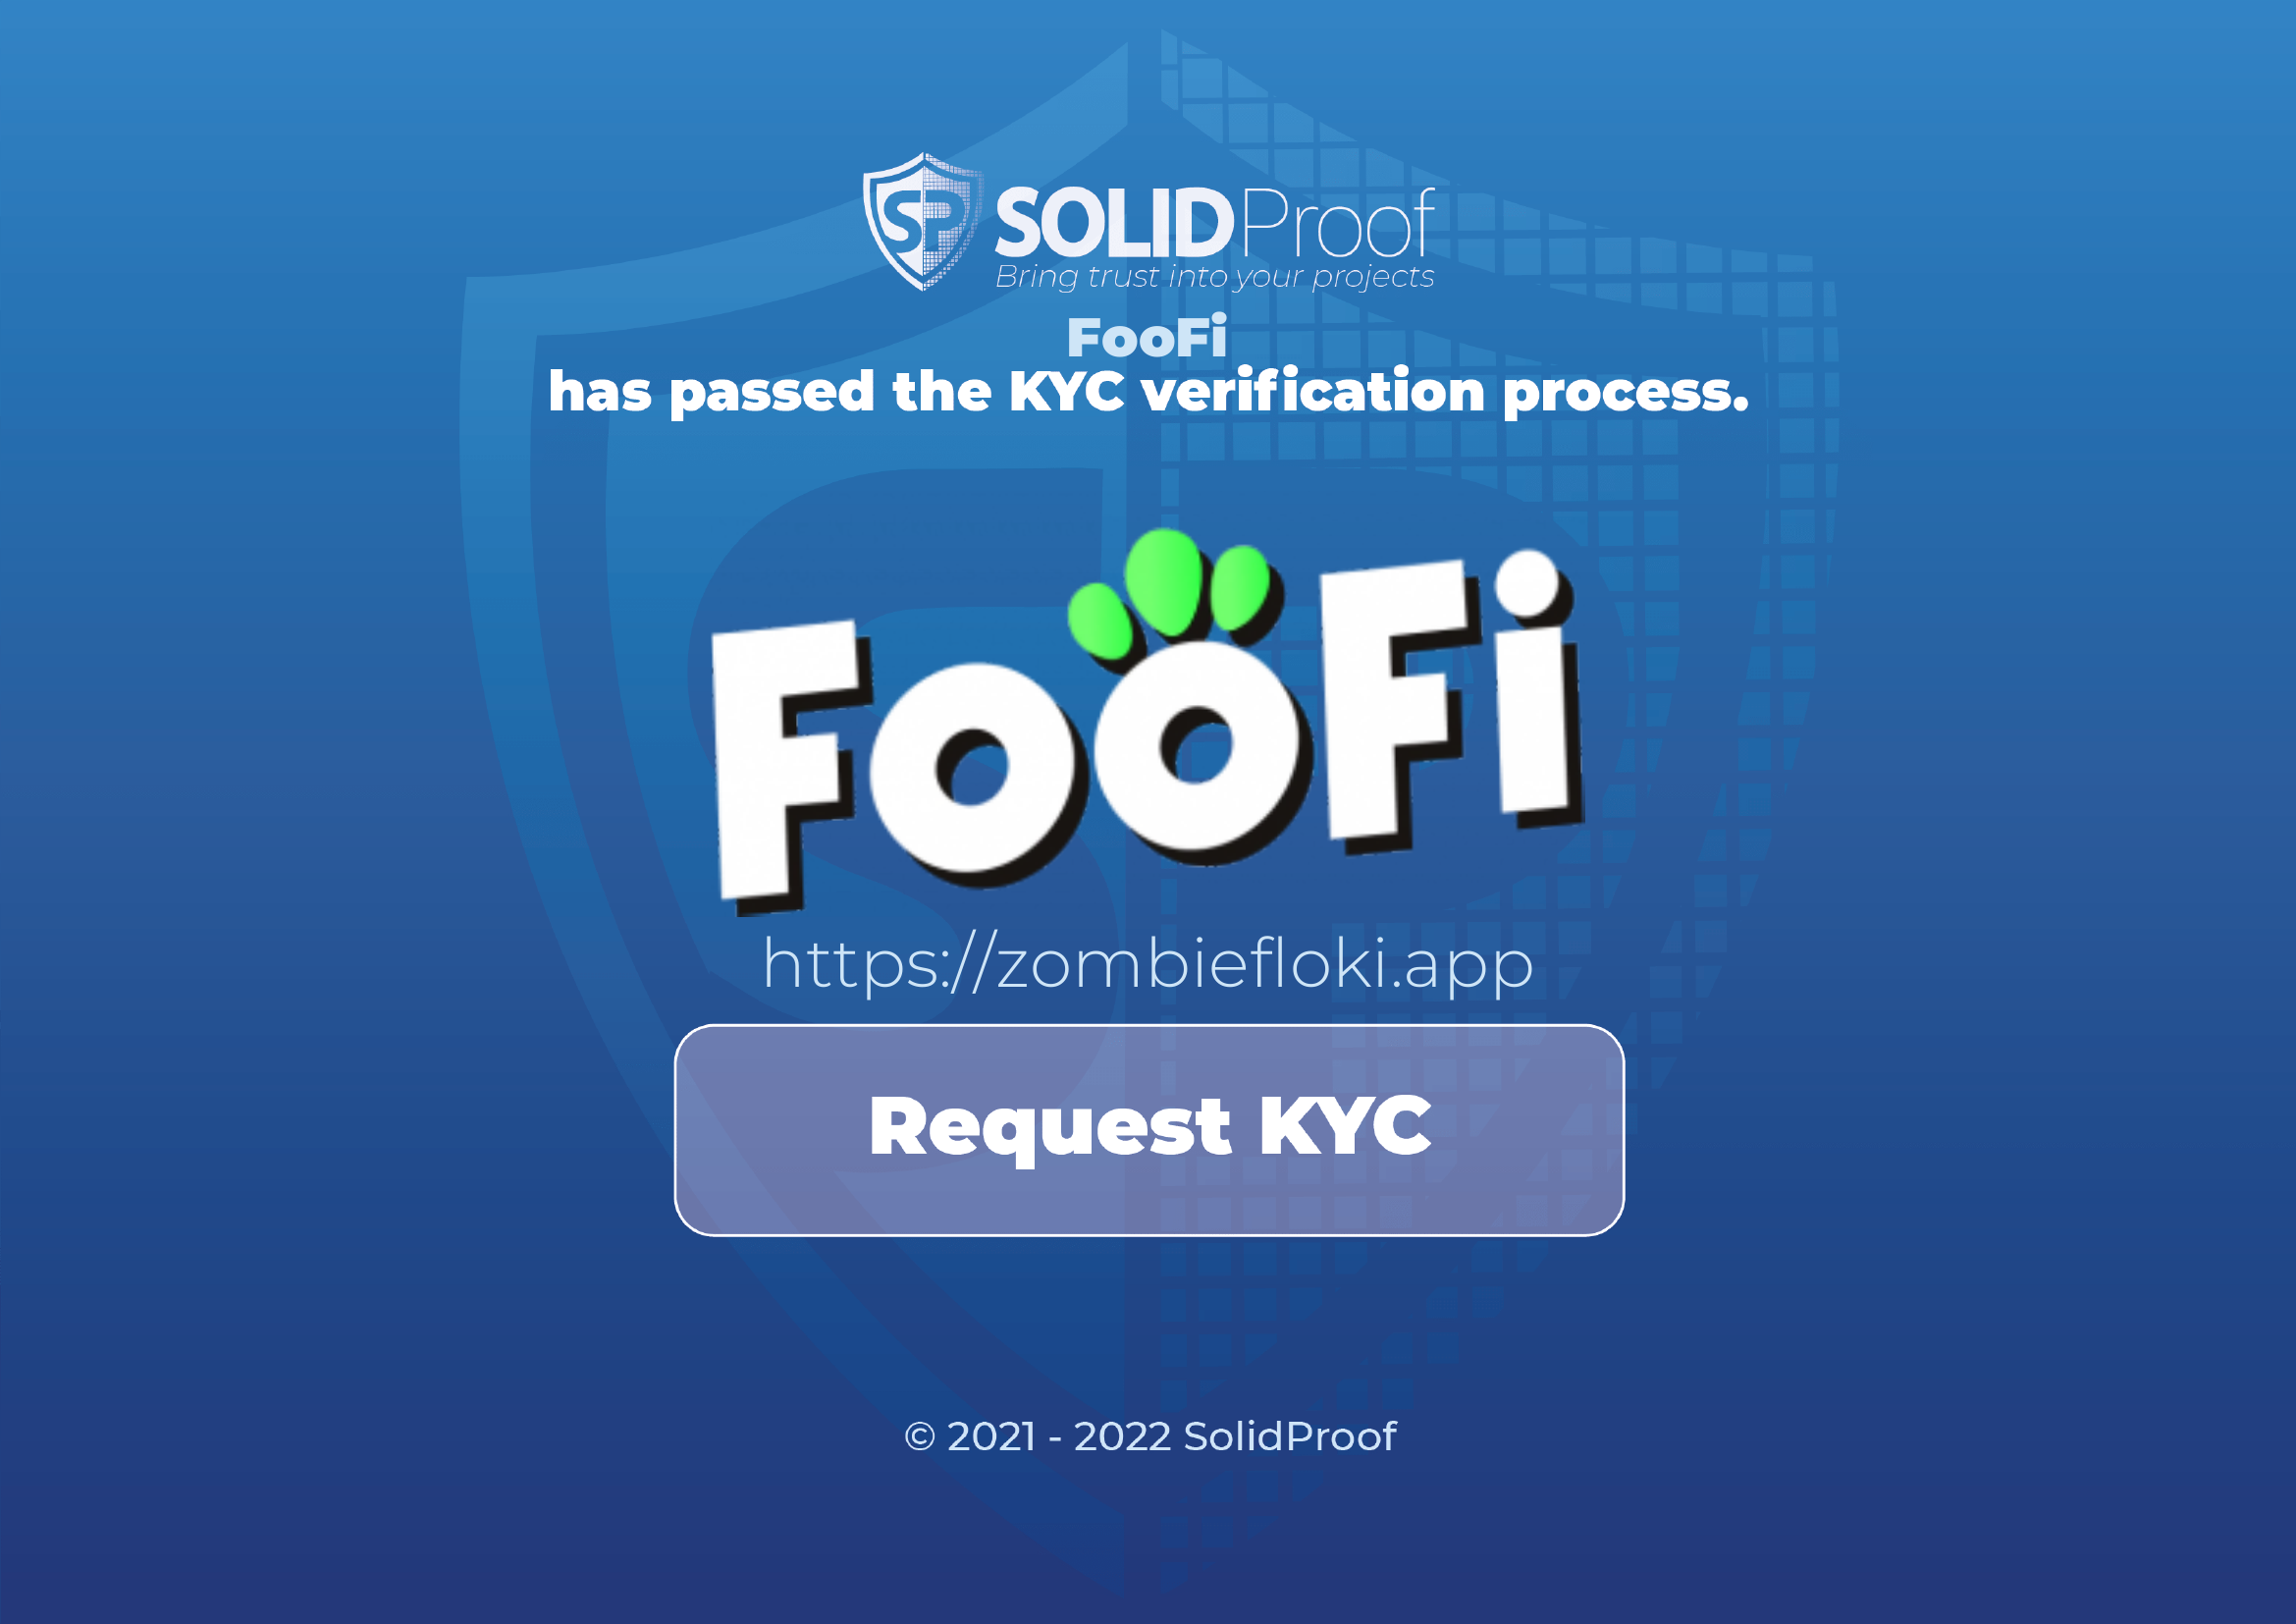 SP SOLIDProof
Bring trust into your projects
FooFi
has passed the KYC verification process.
FooFi
https://zombiefloki.app
Request KYC
© 2021 - 2022 SolidProof